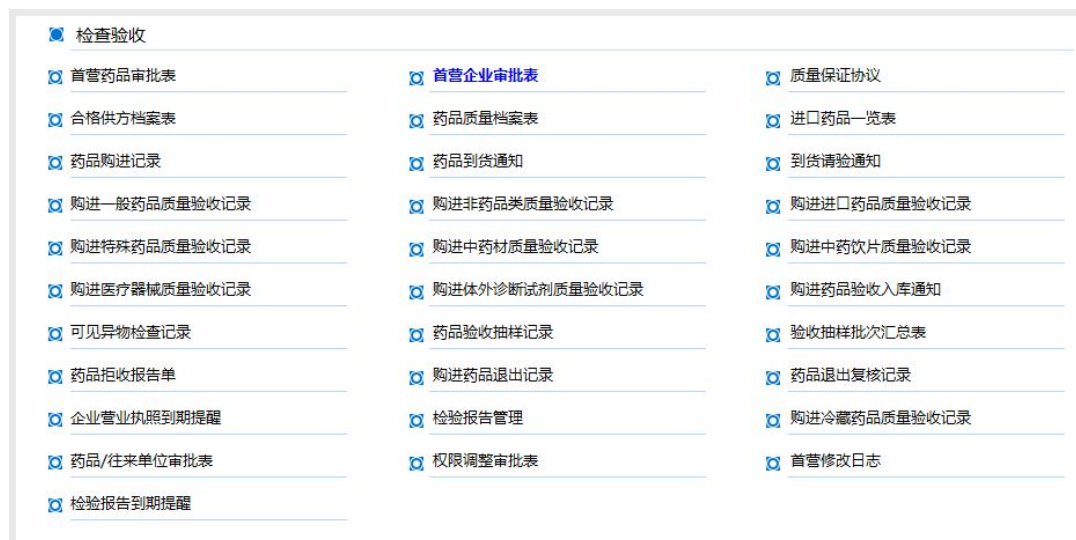 检查验收
首营药品审批表
首营企业审批表
质量保证协议
合格供方档案表
药品质量档案表
进口药品一览表
药品购进记录
药品到货通知
到货请验通知
购进一般药品质量验收记录
购进非药品类质量验收记录
购进进口药品质量验收记录
购进特殊药品质量验收记录
购进中药材质量验收记录
购进中药饮片质量验收记录
购进医疗器械质量验收记录
购进体外诊断试剂质量验收记录
购进药品验收入库通知
可见异物检查记录
药品验收抽样记录
验收抽样批次汇总表
药品拒收报告单
购进药品退出记录
药品退出复核记录
企业营业执照到期提醒
检验报告管理
购进冷藏药品质量验收记录
药品/往来单位审批表
权限调整审批表
首营修改日志
检验报告到期提醒